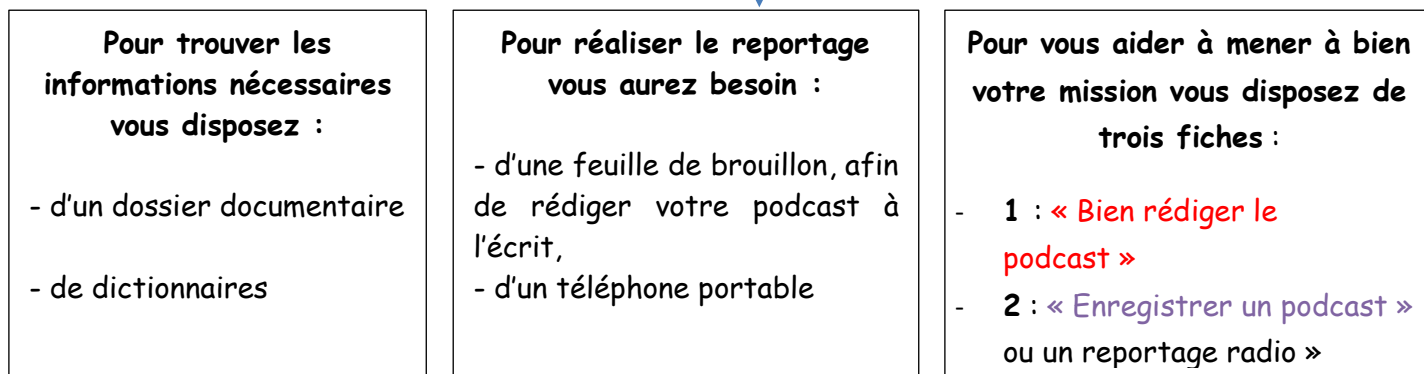 Pour trouver les
informations nécessaires
vous disposez :
- d'un dossier documentaire
- de dictionnaires
Pour réaliser le reportage
vous aurez besoin :
- d'une feuille de brouillon, afin
de rédiger votre podcast à
l'écrit,
- d'un téléphone portable
Pour vous aider à mener à bien
votre mission vous disposez de
trois fiches :
- 1 : « Bien rédiger le
podcast »
- 2 : « Enregistrer un podcast »
ou un reportage radio »